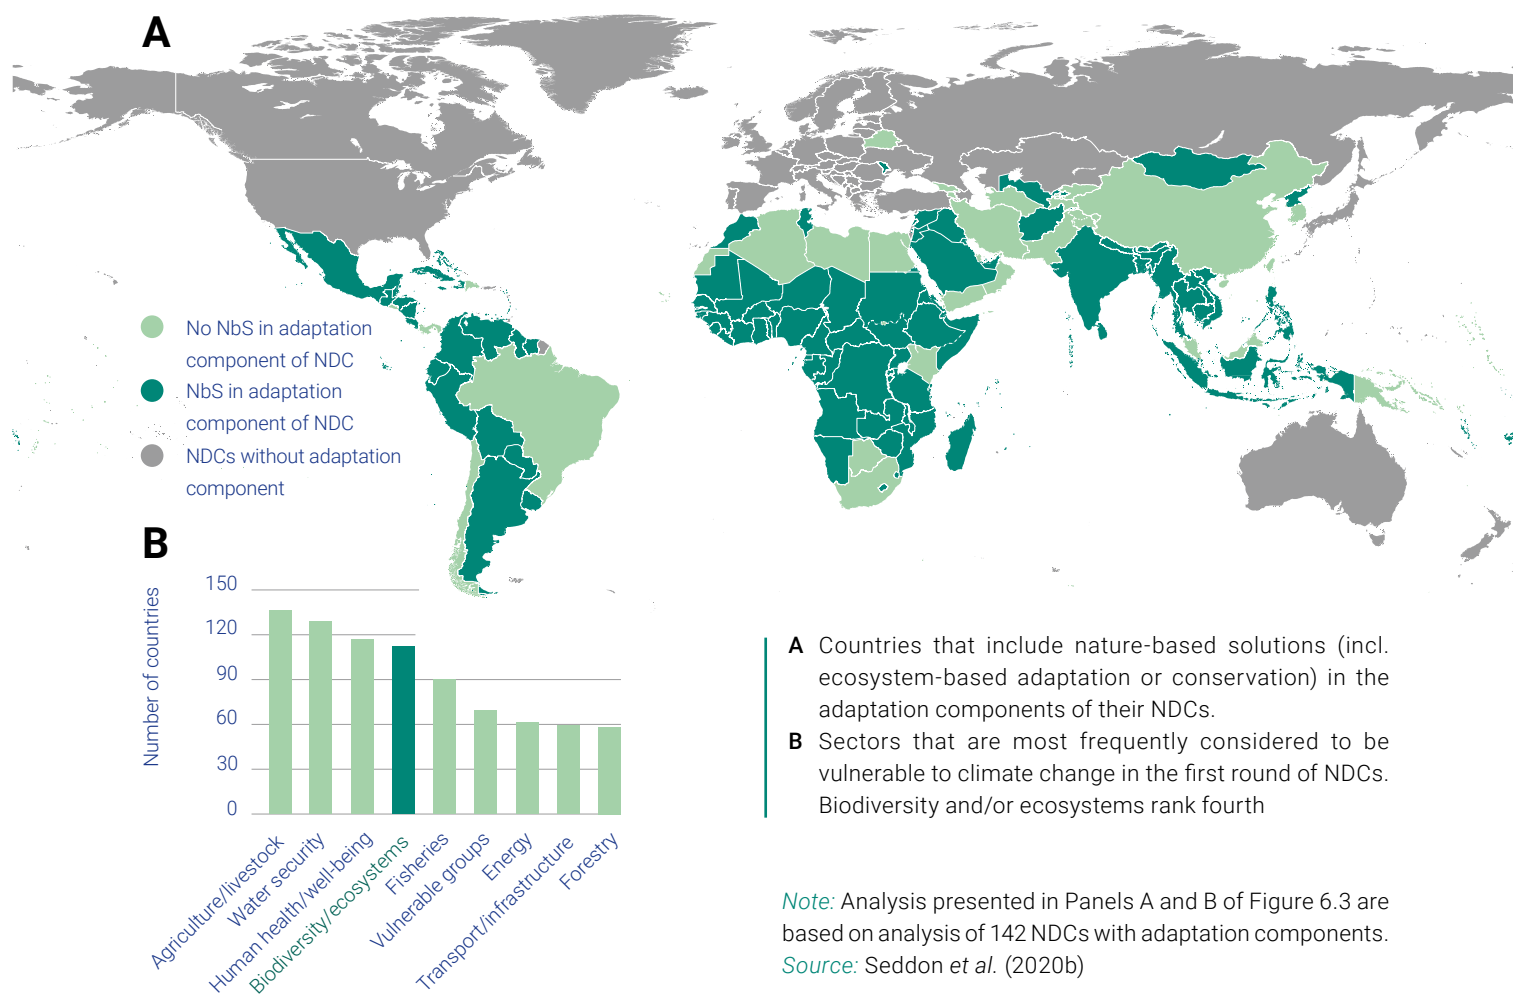 A
No NbS in adaptation
component of NDC
NbS in adaptation
component of NDC
NDCs without adaptation
component
B
Number of countries
150
120
90
60
30
0
Agriculture/livestock
Water security
Human health/well-being
Biodiversity/ecosystems
Fisheries
Vulnerable groups
Energy
Transport/infrastructure
Forestry
A Countries that include nature-based solutions (incl.
ecosystem-based adaptation or conservation) in the
adaptation components of their NDCs.
B Sectors that are most frequently considered to be
vulnerable to climate change in the first round of NDCs.
Biodiversity and/or ecosystems rank fourth
Note: Analysis presented in Panels A and B of Figure 6.3 are
based on analysis of 142 NDCs with adaptation components.
Source: Seddon et al. (2020b)